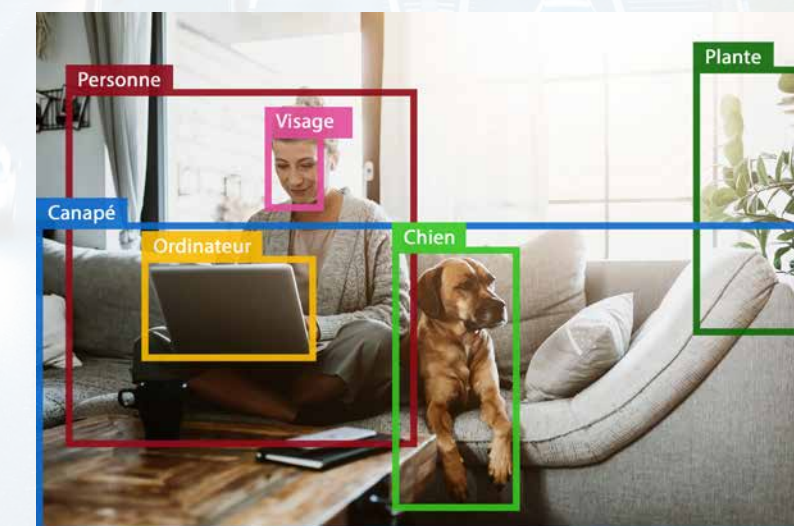 Personne
Plante
Visage
Canapé
Chien
Ordinateur